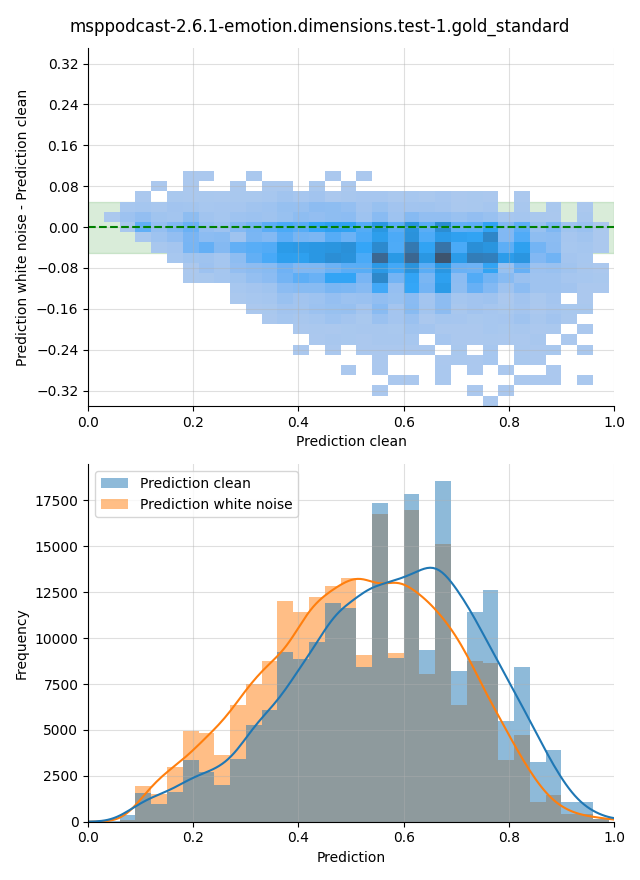 msppodcast-2.6.1-emotion.dimensions.test-1.gold_standard
Prediction white noise - Prediction clean
0.32
0.24
0.16
0.08
0.00
−0.08
−0.16
−0.24
−0.32
0.0 0.2 0.4 0.6 0.8 1.0
Prediction clean
Prediction clean
Prediction white noise
Frequency
17500
15000
12500
10000
7500
5000
2500
0
0.0 0.2 0.4 0.6 0.8 1.0
Prediction